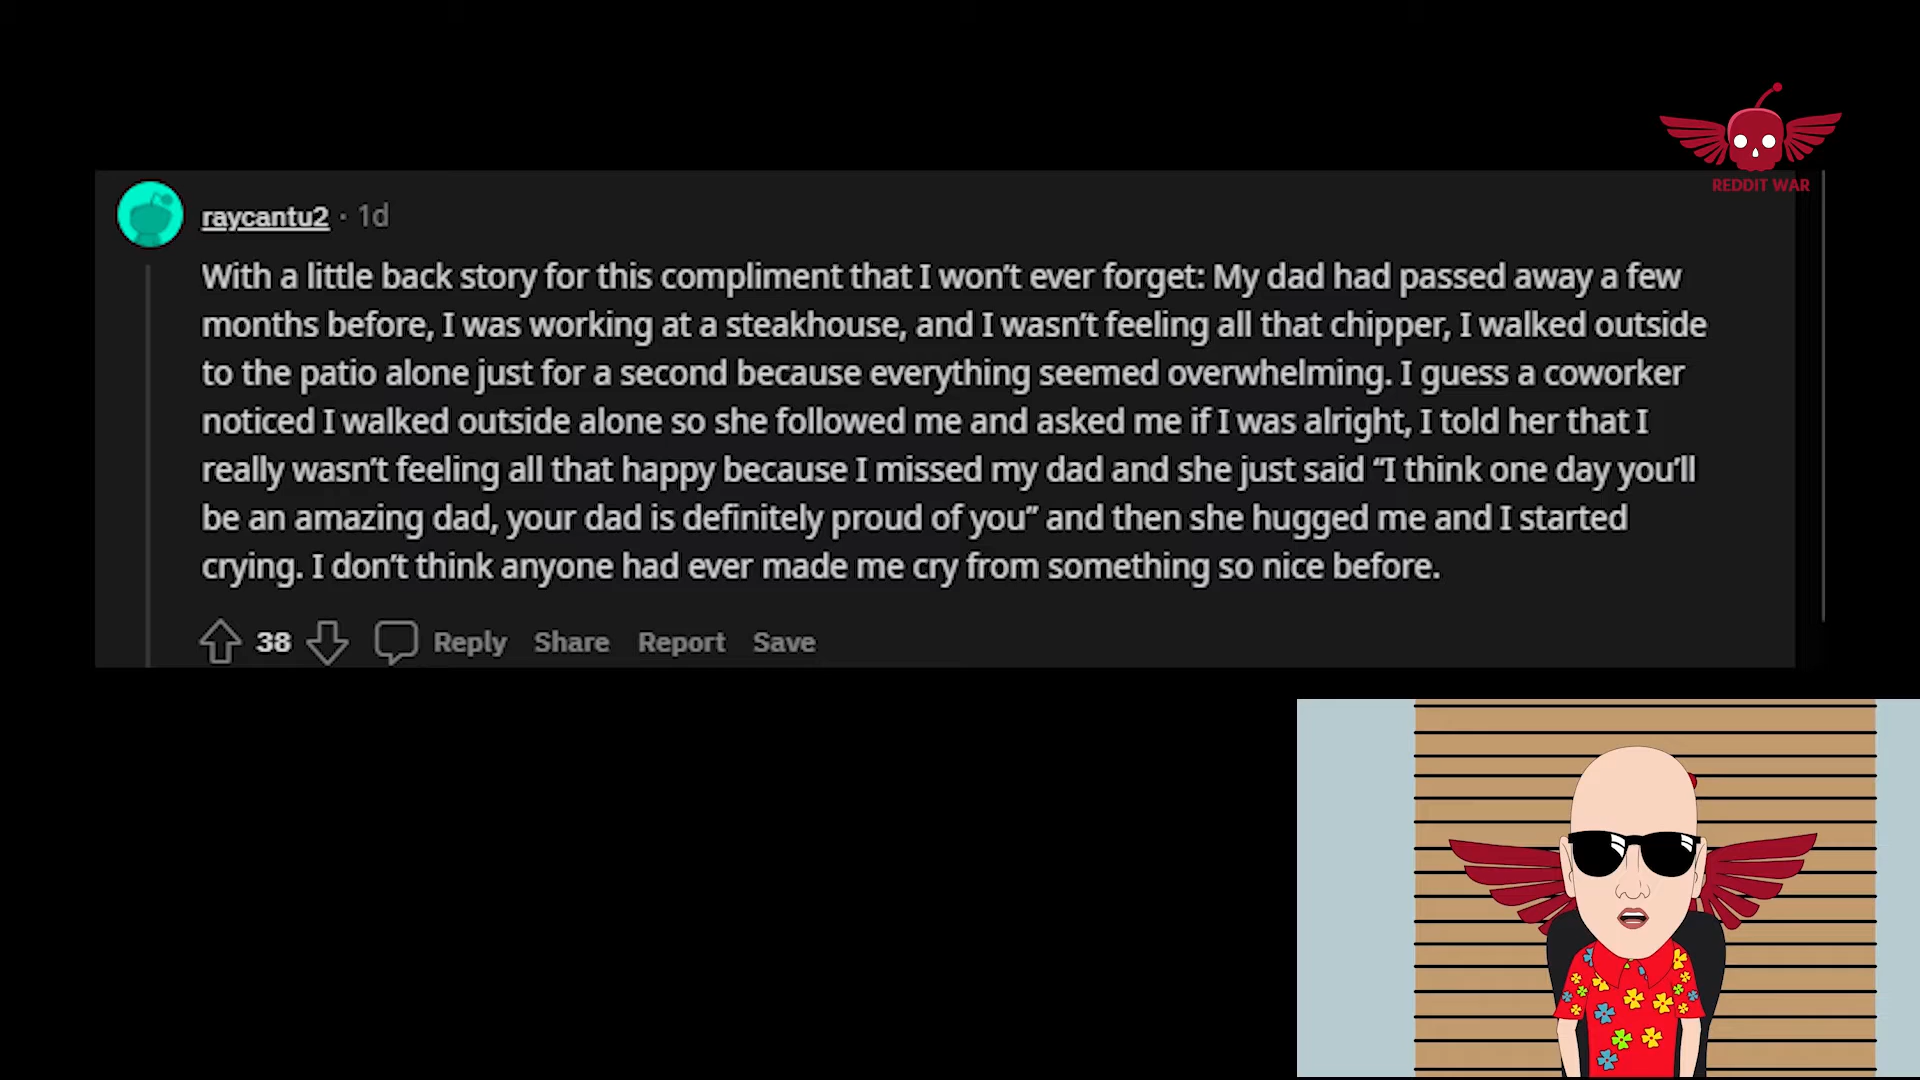 REDDIT WAR
raycantu2 · 1d
With a little back story for this compliment that I won’t ever forget: My dad had passed away a few
months before, I was working at a steakhouse, and I wasn’t feeling all that chipper, I walked outside
to the patio alone just for a second because everything seemed overwhelming. I guess a coworker
noticed I walked outside alone so she followed me and asked me if I was alright, I told her that I
really wasn’t feeling all that happy because I missed my dad and she just said “I think one day you’ll
be an amazing dad, your dad is definitely proud of you” and then she hugged me and I started
crying. I don’t think anyone had ever made me cry from something so nice before.
38 Reply Share Report Save